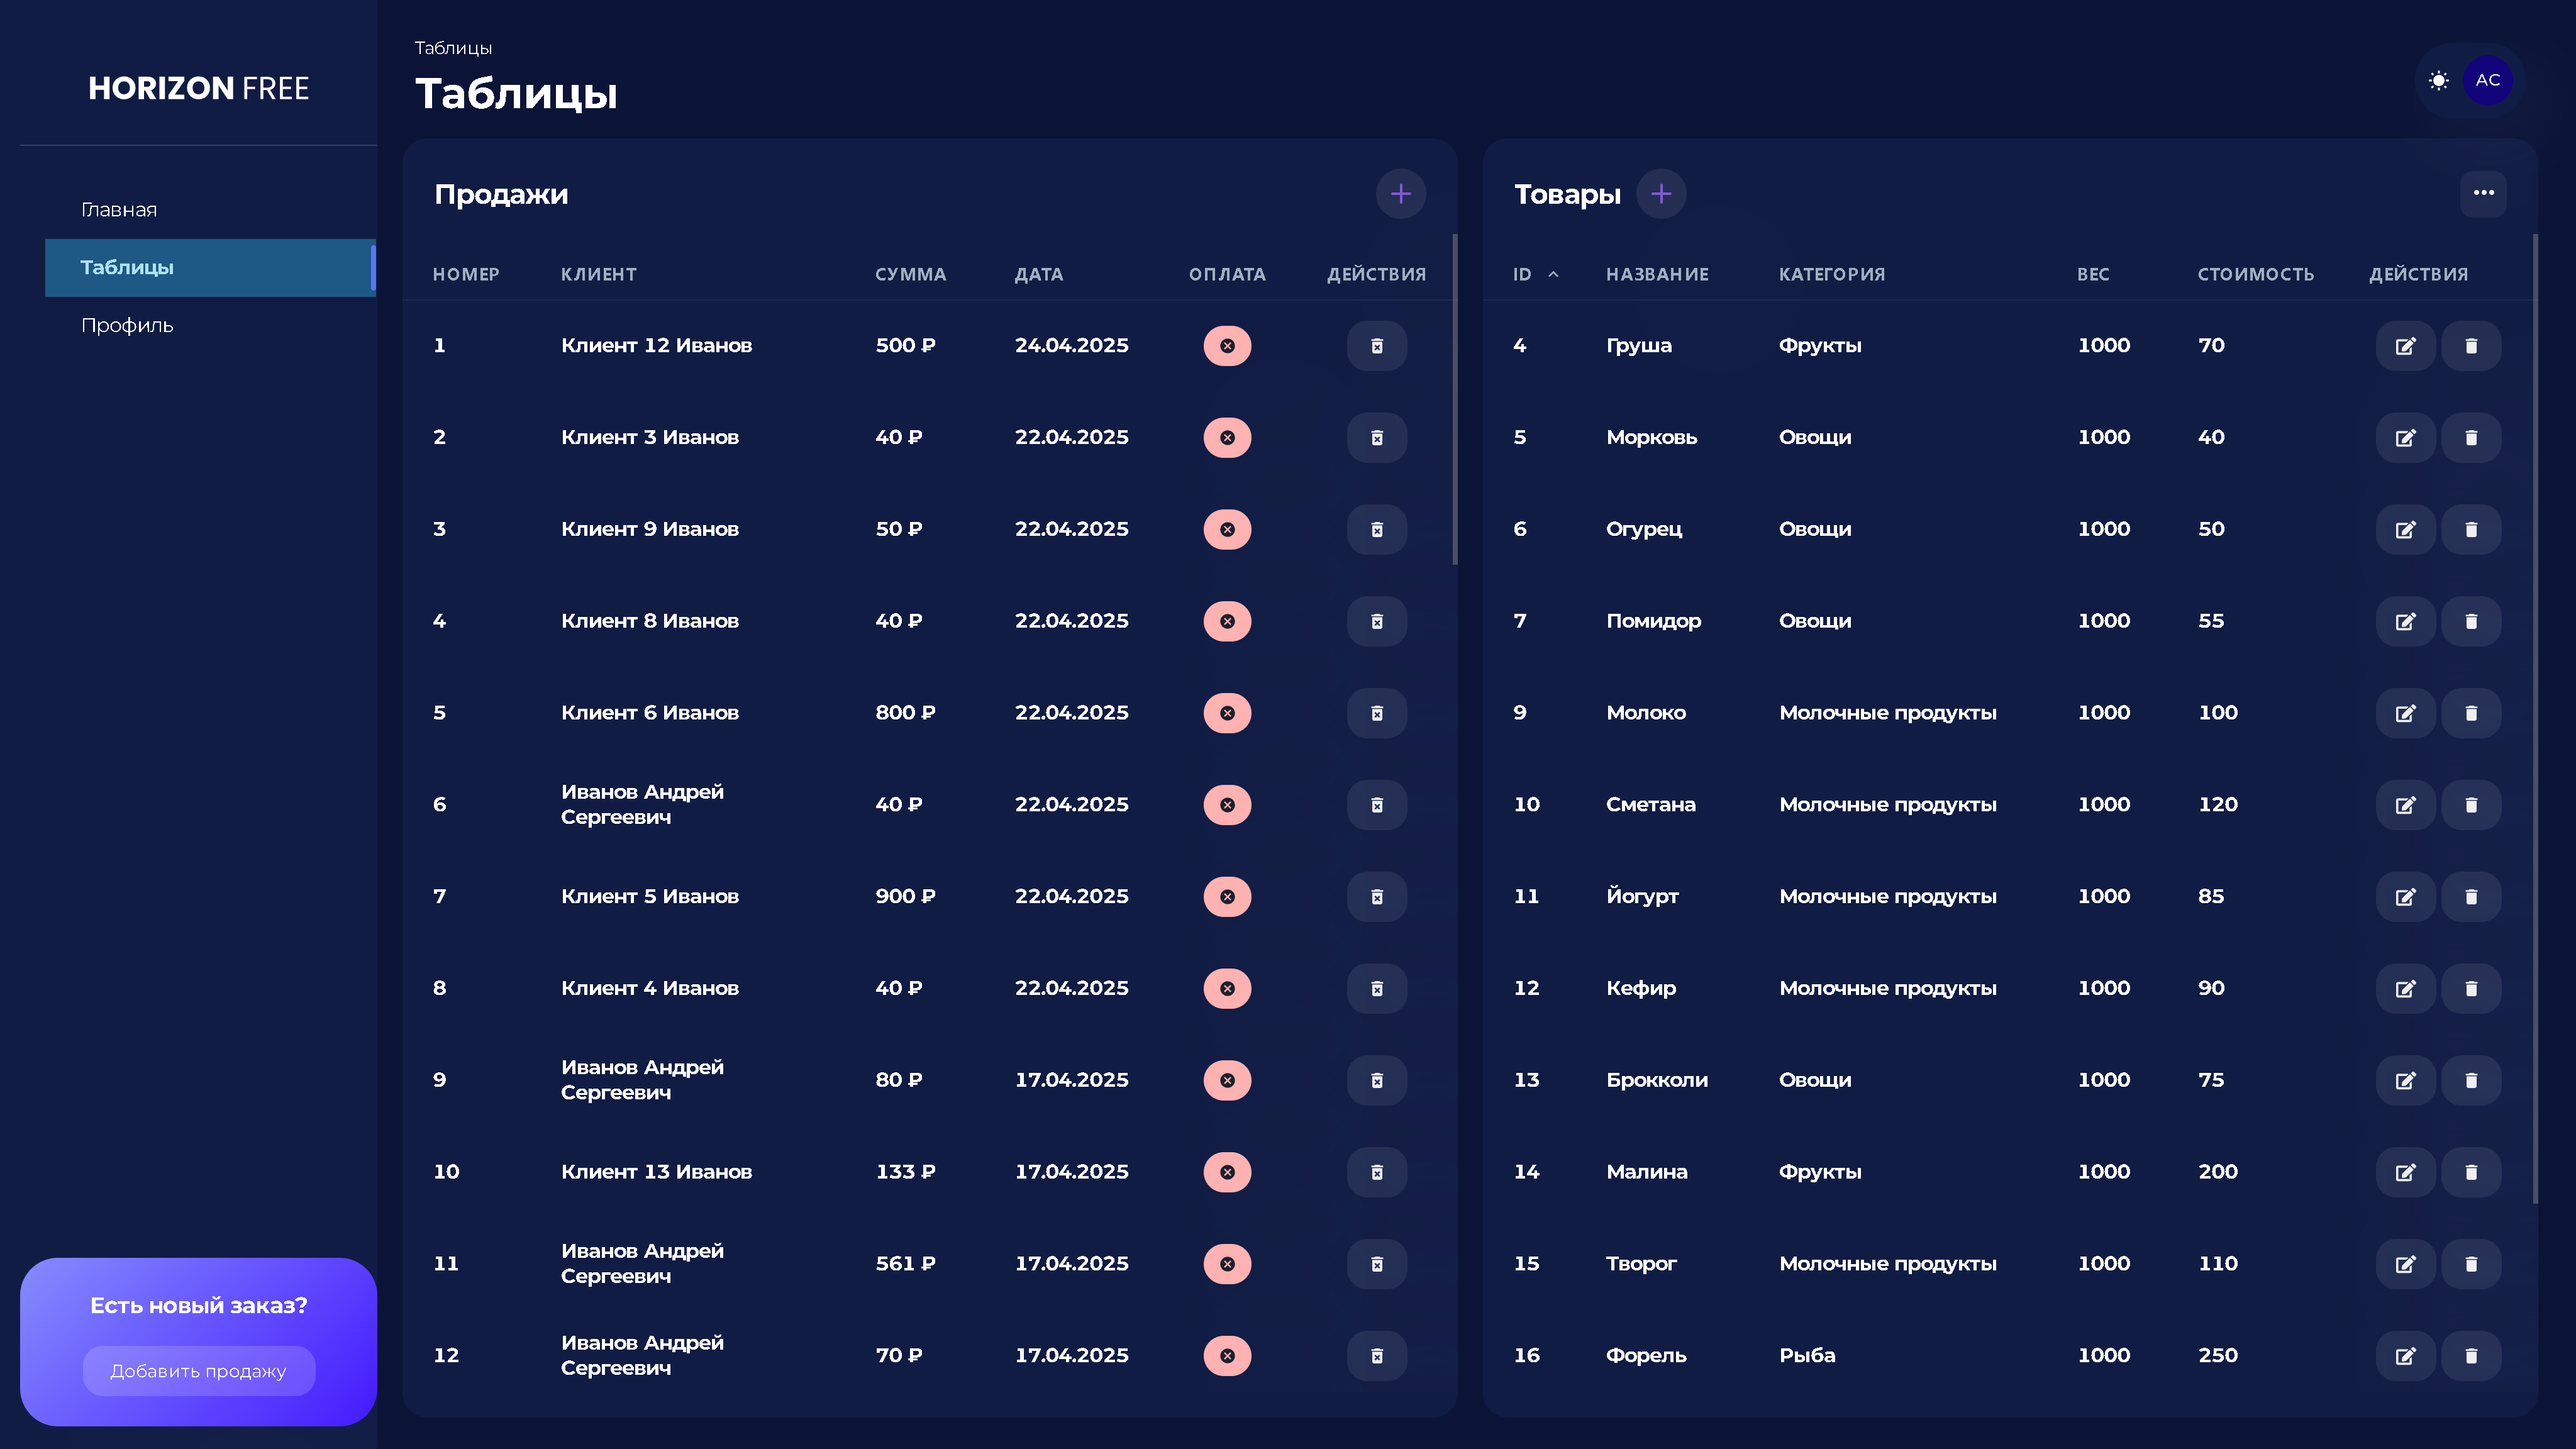 HORIZON FREE
Главная
Таблицы
Профиль
Есть новый заказ?
Добавить продажу
Таблицы
Таблицы
AC
Продажи
НОМЕР КЛИЕНТ СУММА ДАТА ОПЛАТА ДЕЙСТВИЯ
1 Клиент 12 Иванов 500 ₽ 24.04.2025
2 Клиент 3 Иванов 40 ₽ 22.04.2025
3 Клиент 9 Иванов 50 ₽ 22.04.2025
4 Клиент 8 Иванов 40 ₽ 22.04.2025
5 Клиент 6 Иванов 800 ₽ 22.04.2025
6 Иванов Андрей Сергеевич 40 ₽ 22.04.2025
7 Клиент 5 Иванов 900 ₽ 22.04.2025
8 Клиент 4 Иванов 40 ₽ 22.04.2025
9 Иванов Андрей Сергеевич 80 ₽ 17.04.2025
10 Клиент 13 Иванов 133 ₽ 17.04.2025
11 Иванов Андрей Сергеевич 561 ₽ 17.04.2025
12 Иванов Андрей Сергеевич 70 ₽ 17.04.2025
Товары
ID НАЗВАНИЕ КАТЕГОРИЯ ВЕС СТОИМОСТЬ ДЕЙСТВИЯ
4 Груша Фрукты 1000 70
5 Морковь Овощи 1000 40
6 Огурец Овощи 1000 50
7 Помидор Овощи 1000 55
9 Молоко Молочные продукты 1000 100
10 Сметана Молочные продукты 1000 120
11 Йогурт Молочные продукты 1000 85
12 Кефир Молочные продукты 1000 90
13 Брокколи Овощи 1000 75
14 Малина Фрукты 1000 200
15 Творог Молочные продукты 1000 110
16 Форель Рыба 1000 250